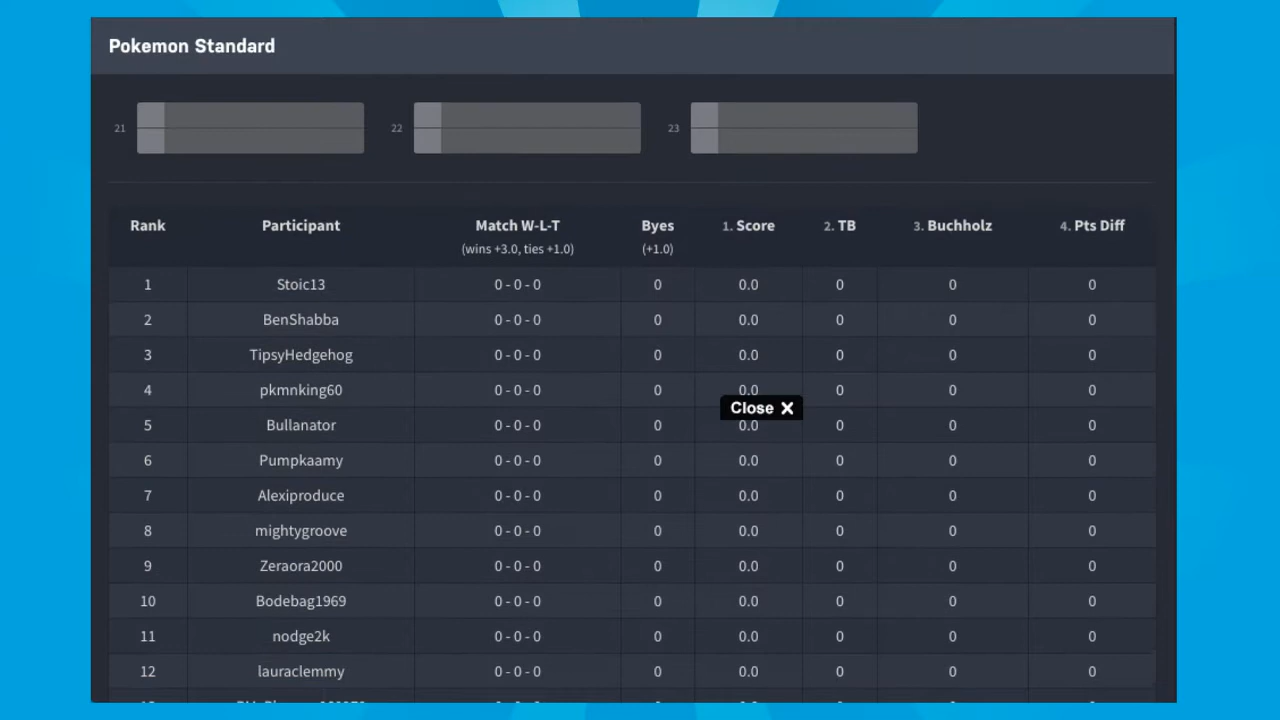 Pokemon Standard
21 22 23
Rank Participant Match W-L-T Byes 1. Score 2. TB 3. Buchholz 4. Pts Diff
(wins +3.0, ties +1.0) (+1.0)
1 Stoic13 0 - 0 - 0 0 0.0 0 0 0
2 BenShabba 0 - 0 - 0 0 0.0 0 0 0
3 TipsyHedgehog 0 - 0 - 0 0 0.0 0 0 0
4 pkmnking60 0 - 0 - 0 0 0.0 0 0 0
Close X
5 Bullanator 0 - 0 - 0 0 0.0 0 0 0
6 Pumpkaamy 0 - 0 - 0 0 0.0 0 0 0
7 Alexiproduce 0 - 0 - 0 0 0.0 0 0 0
8 mightygroove 0 - 0 - 0 0 0.0 0 0 0
9 Zeraora2000 0 - 0 - 0 0 0.0 0 0 0
10 Bodebag1969 0 - 0 - 0 0 0.0 0 0 0
11 nodge2k 0 - 0 - 0 0 0.0 0 0 0
12 lauraclemmy 0 - 0 - 0 0 0.0 0 0 0